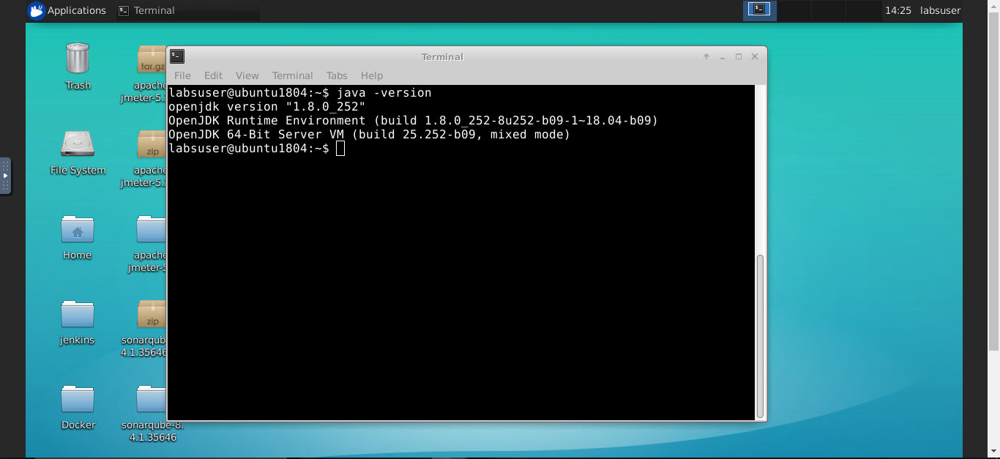 Applications
Terminal
14:25 labsuser
Terminal
File Edit View Terminal Tabs Help
labsuser@ubuntu1804:~$ java -version
openjdk version "1.8.0_252"
OpenJDK Runtime Environment (build 1.8.0_252-8u252-b09-1~18.04-b09)
OpenJDK 64-Bit Server VM (build 25.252-b09, mixed mode)
labsuser@ubuntu1804:~$
Trash
tar.gz
apache
jmeter-5.
File System
zip
apache
jmeter-5.
Home
apache
jmeter-5
jenkins
zip
sonarqub
4.1.35646
Docker
sonarqube-8.
4.1.35646